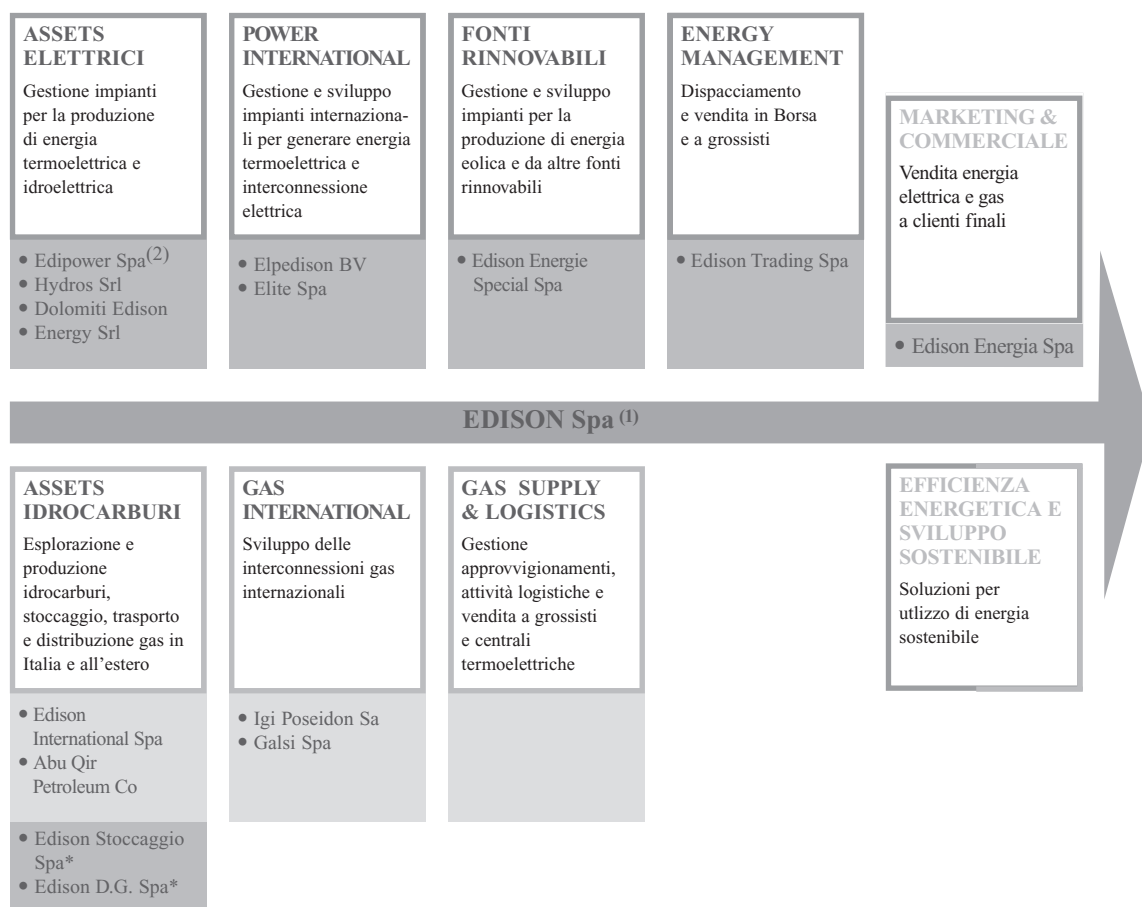 ASSETS
ELETTRICI
Gestione impianti
per la produzione
di energia
termoelettrica e
idroelettrica
• Edipower Spa(2)
• Hydros Srl
• Dolomiti Edison
• Energy Srl
POWER
INTERNATIONAL
Gestione e sviluppo
impianti internaziona-
li per generare energia
termoelettrica e
interconnessione
elettrica
• Elpedison BV
• Elite Spa
FONTI
RINNOVABILI
Gestione e sviluppo
impianti per la
produzione di energia
eolica e da altre fonti
rinnovabili
• Edison Energie
Special Spa
ENERGY
MANAGEMENT
Dispacciamento
e vendita in Borsa
e a grossisti
• Edison Trading Spa
MARKETING &
COMMERCIALE
Vendita energia
elettrica e gas
a clienti finali
• Edison Energia Spa
EDISON Spa (1)
ASSETS
IDROCARBURI
Esplorazione e
produzione
idrocarburi,
stoccaggio, trasporto
e distribuzione gas in
Italia e all'estero
• Edison
International Spa
• Abu Qir
Petroleum Co
• Edison Stoccaggio
Spa*
• Edison D.G. Spa*
GAS
INTERNATIONAL
Sviluppo delle
interconnessioni gas
internazionali
• Igi Poseidon Sa
• Galsi Spa
GAS SUPPLY
& LOGISTICS
Gestione
approvvigionamenti,
attività logistiche e
vendita a grossisti
e centrali
termoelettriche
EFFICIENZA
ENERGETICA E
SVILUPPO
SOSTENIBILE
Soluzioni per
utlizzo di energia
sostenibile